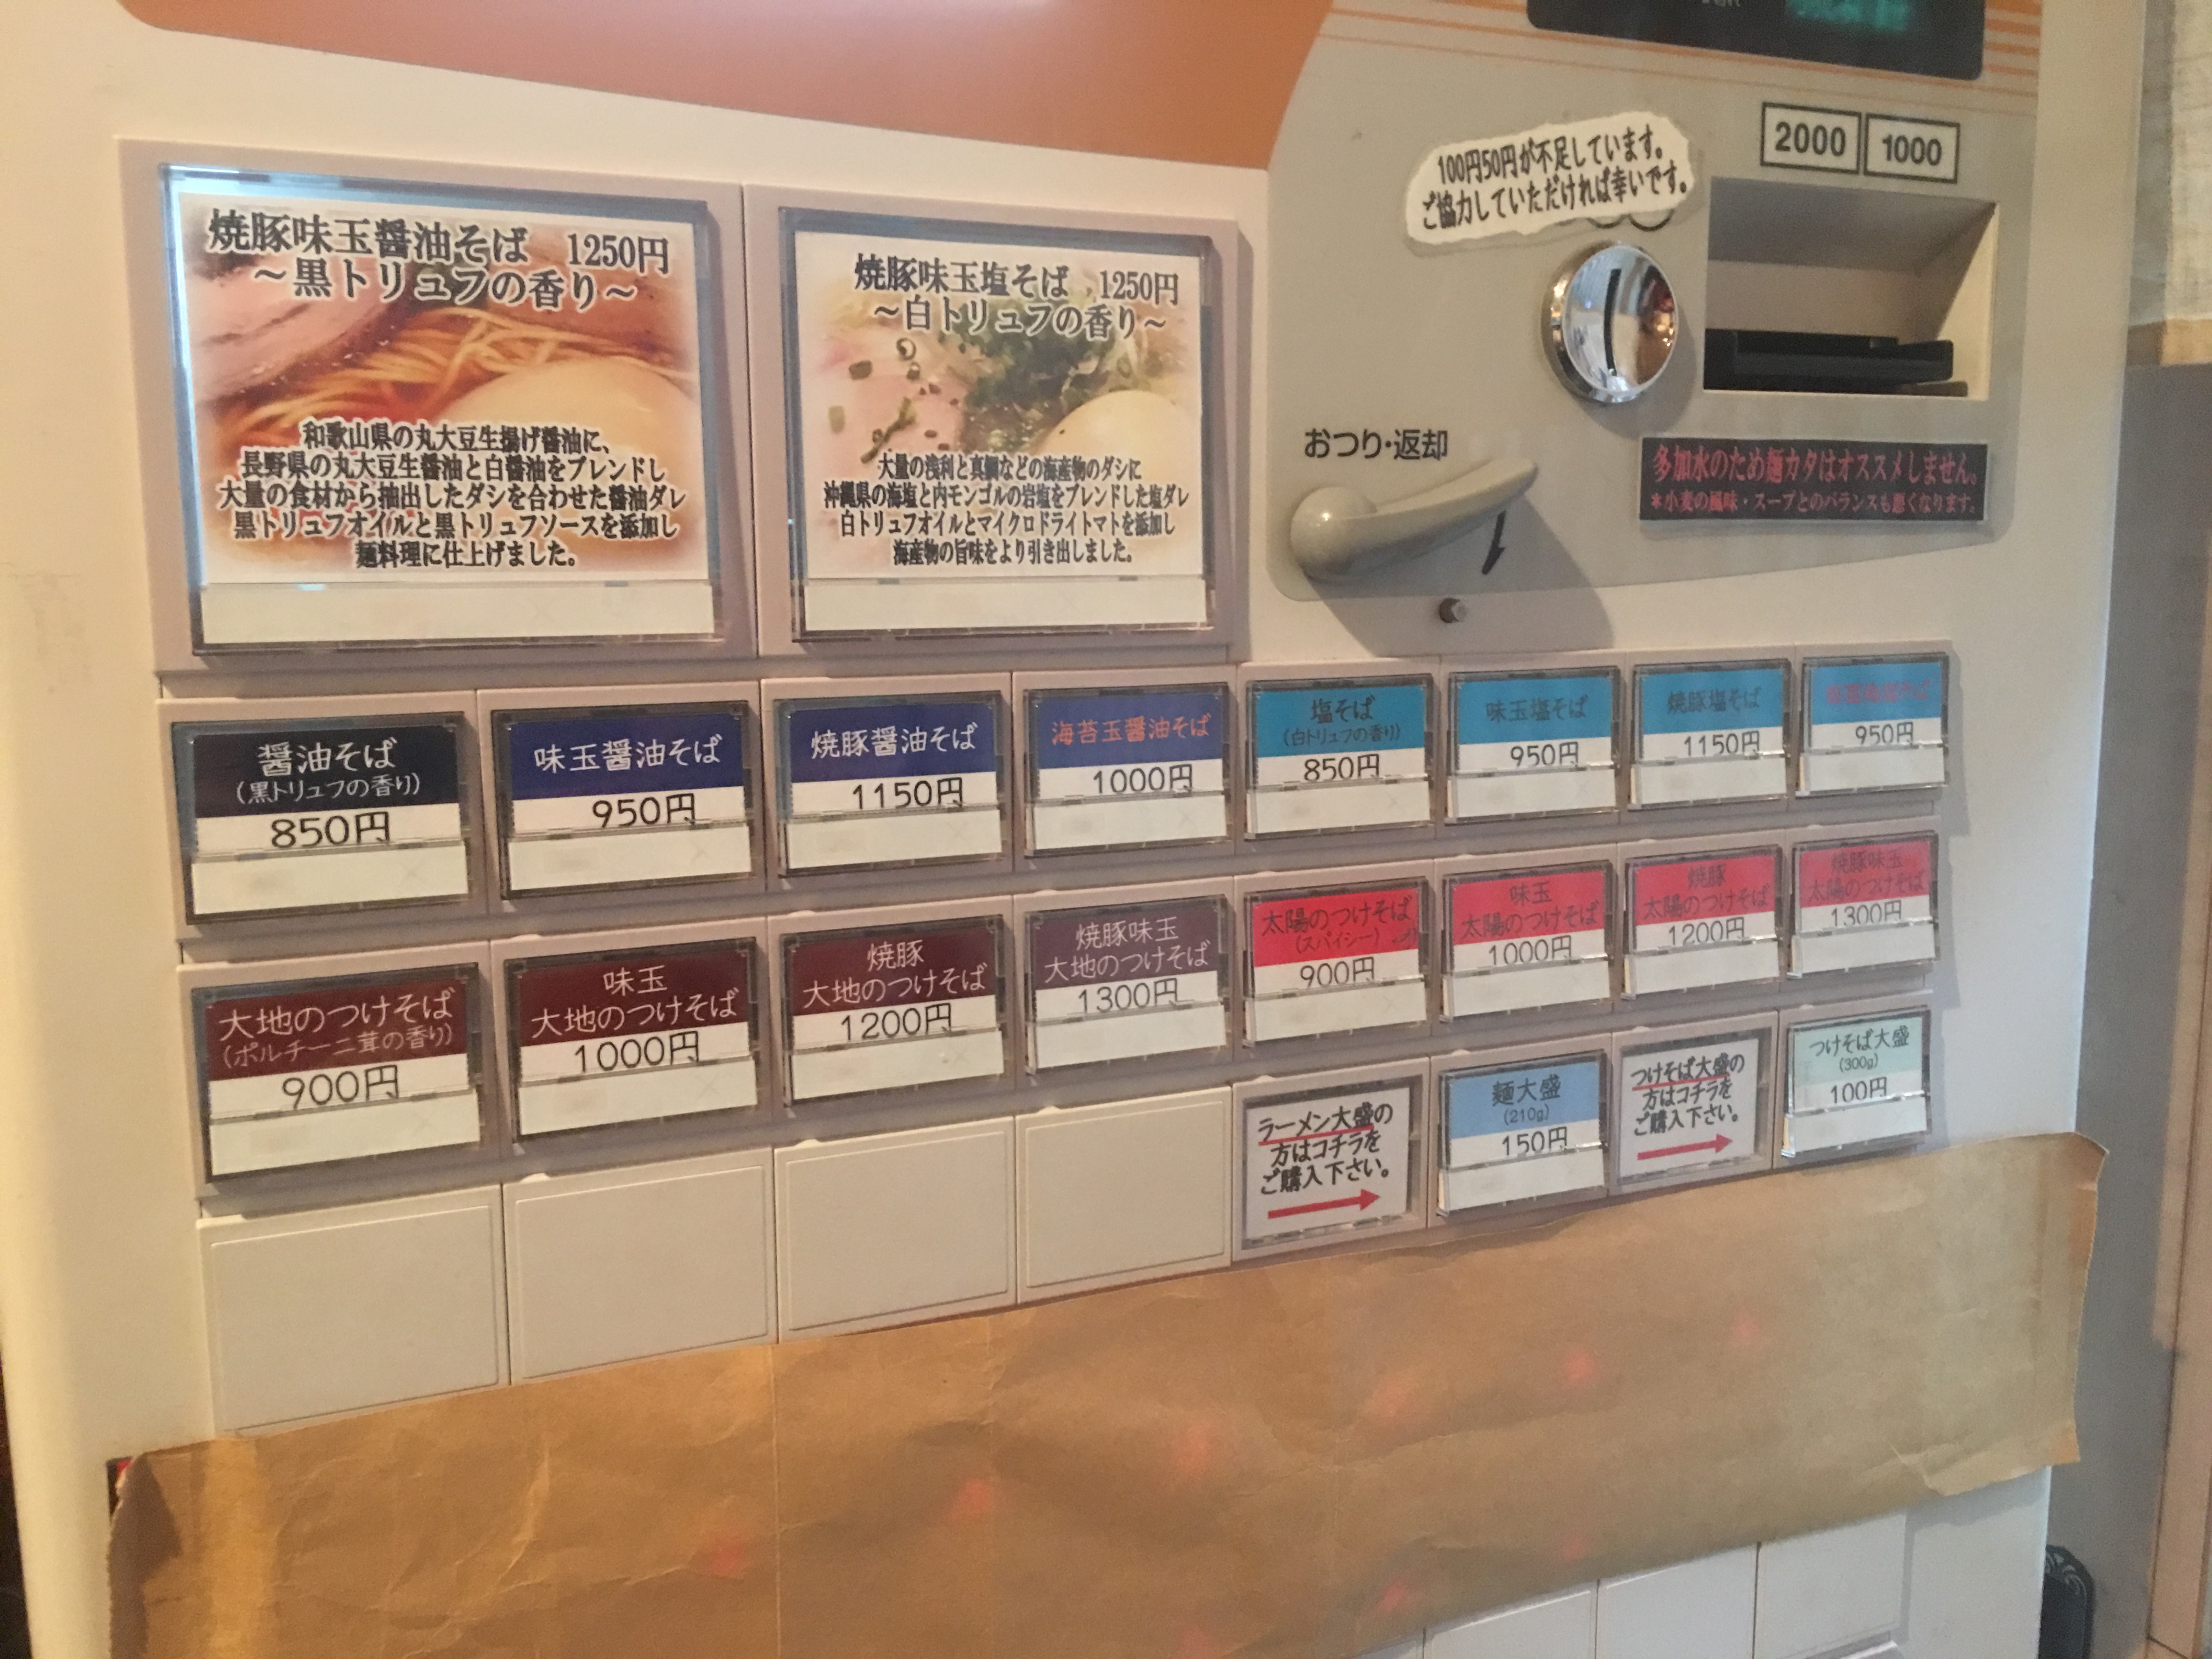 2000
1000
100円50円が不足しています。
ご協力していただければ幸いです。
焼豚味玉醤油そば 1250円
～黒トリュフの香り～
和歌山県の丸大豆生揚げ醤油に、
長野県の丸大豆生醤油と白醤油をブレンドし
大量の食材から抽出したダシを合わせた醤油ダレ
黒トリュフオイルと黒トリュフソースを添加し
麺料理に仕上げました。
焼豚味玉塩そば 1250円
～白トリュフの香り～
大量の浅利と真鯛などの海産物のダシに
沖縄県の海塩と内モンゴルの岩塩をブレンドした塩ダレ
白トリュフオイルとマイクロドライトマトを添加し
海産物の旨味をより引き出しました。
おつり・返却
多加水のため麺カタはオススメしません。
*小麦の風味・スープとのバランスも悪くなります。
醤油そば
(黒トリュフの香り)
850円
味玉醤油そば
950円
焼豚醤油そば
1150円
海苔玉醤油そば
1000円
塩そば
(白トリュフの香り)
850円
味玉塩そば
950円
焼豚塩そば
1150円
950円
大地のつけそば
(ポルチーニ茸の香り)
900円
味玉
大地のつけそば
1000円
焼豚
大地のつけそば
1200円
焼豚味玉
大地のつけそば
1300円
太陽のつけそば
(スパイシー)
900円
味玉
太陽のつけそば
1000円
焼豚
太陽のつけそば
1200円
焼豚味玉
太陽のつけそば
1300円
ラーメン大盛の
方はコチラを
ご購入下さい。
麺大盛
(210g)
150円
つけそば大盛の
方はコチラを
ご購入下さい。
つけそば大盛
(300g)
100円